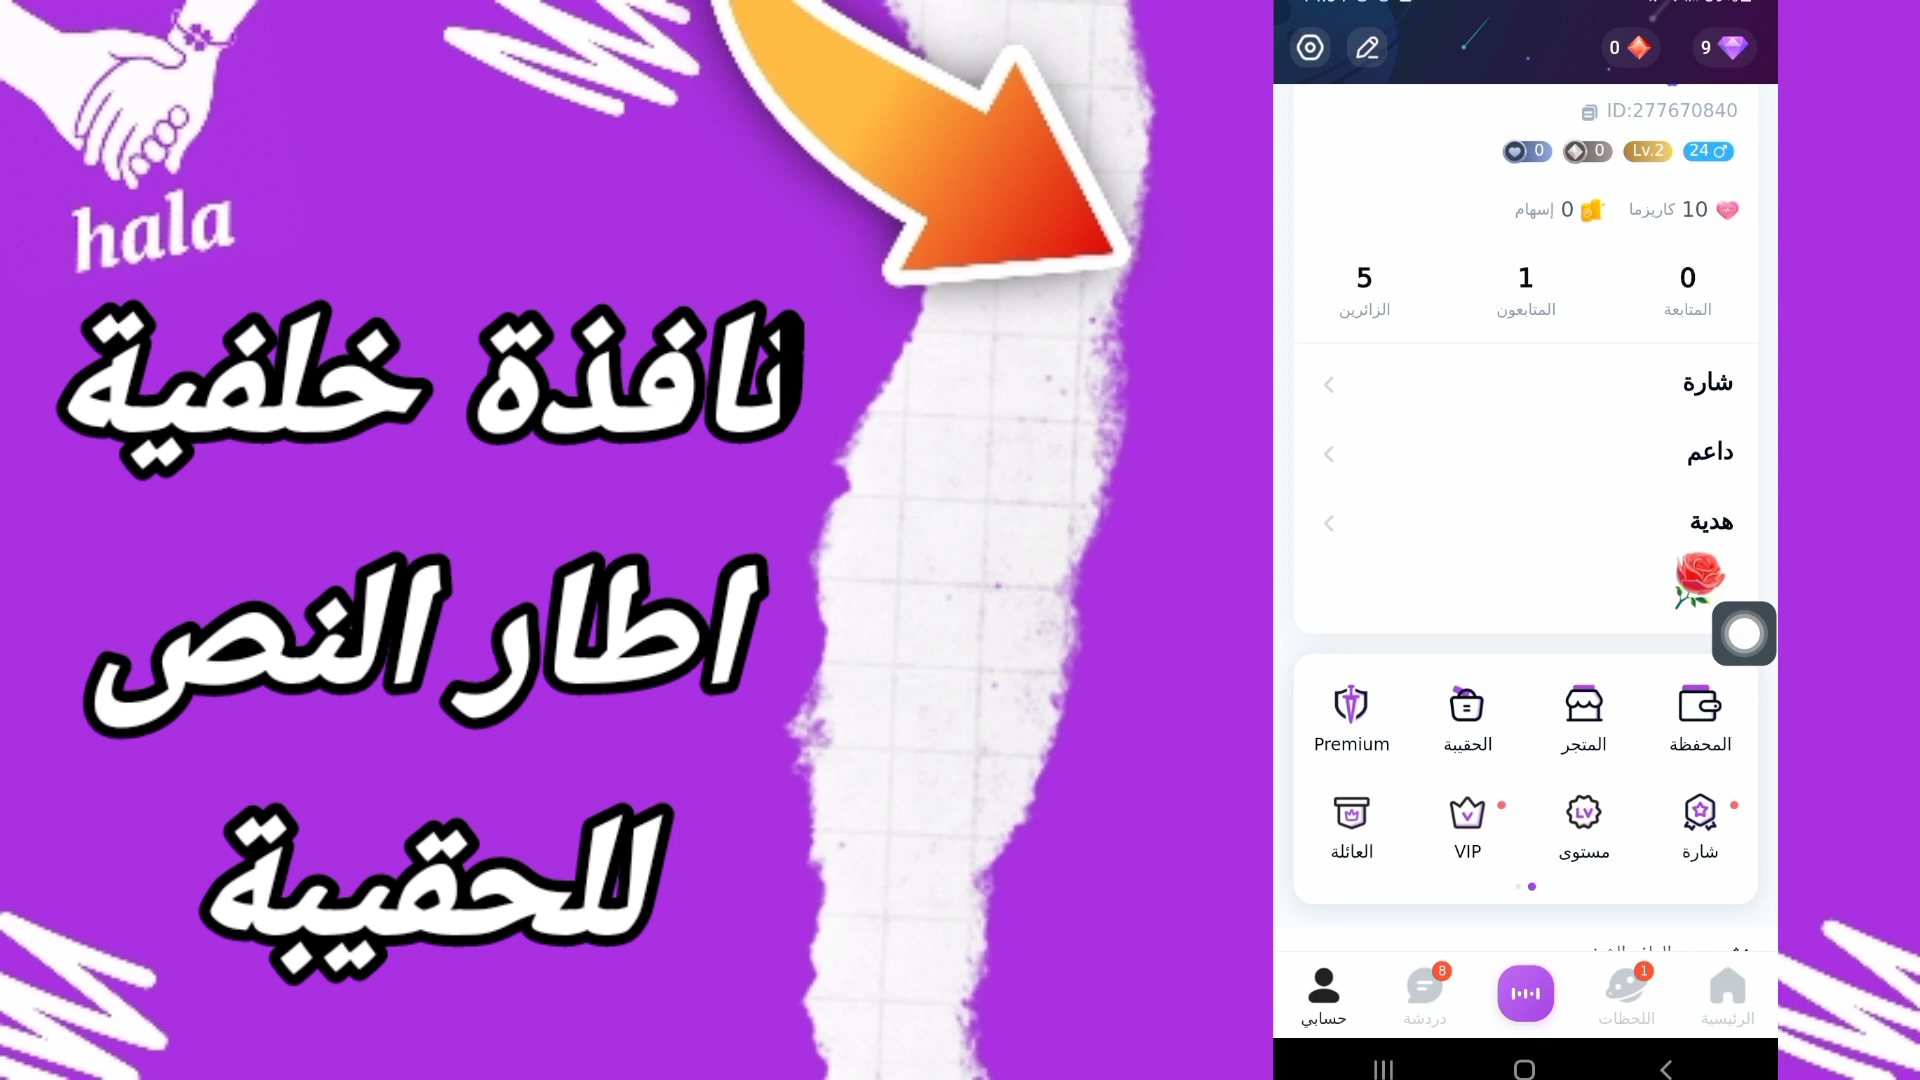 hala
نافذة خلفية
اطار النص
للحقيبة
0
9
ID:277670840
24
Lv.2
0
0
10 كاريزما
0 إسهام
0
1
5
المتابعة
المتابعون
الزائرين
شارة
داعم
هدية
المحفظة
المتجر
الحقيبة
Premium
شارة
مستوى
VIP
العائلة
LV
V
1
8
الرئيسية
اللحظات
دردشة
حسابي